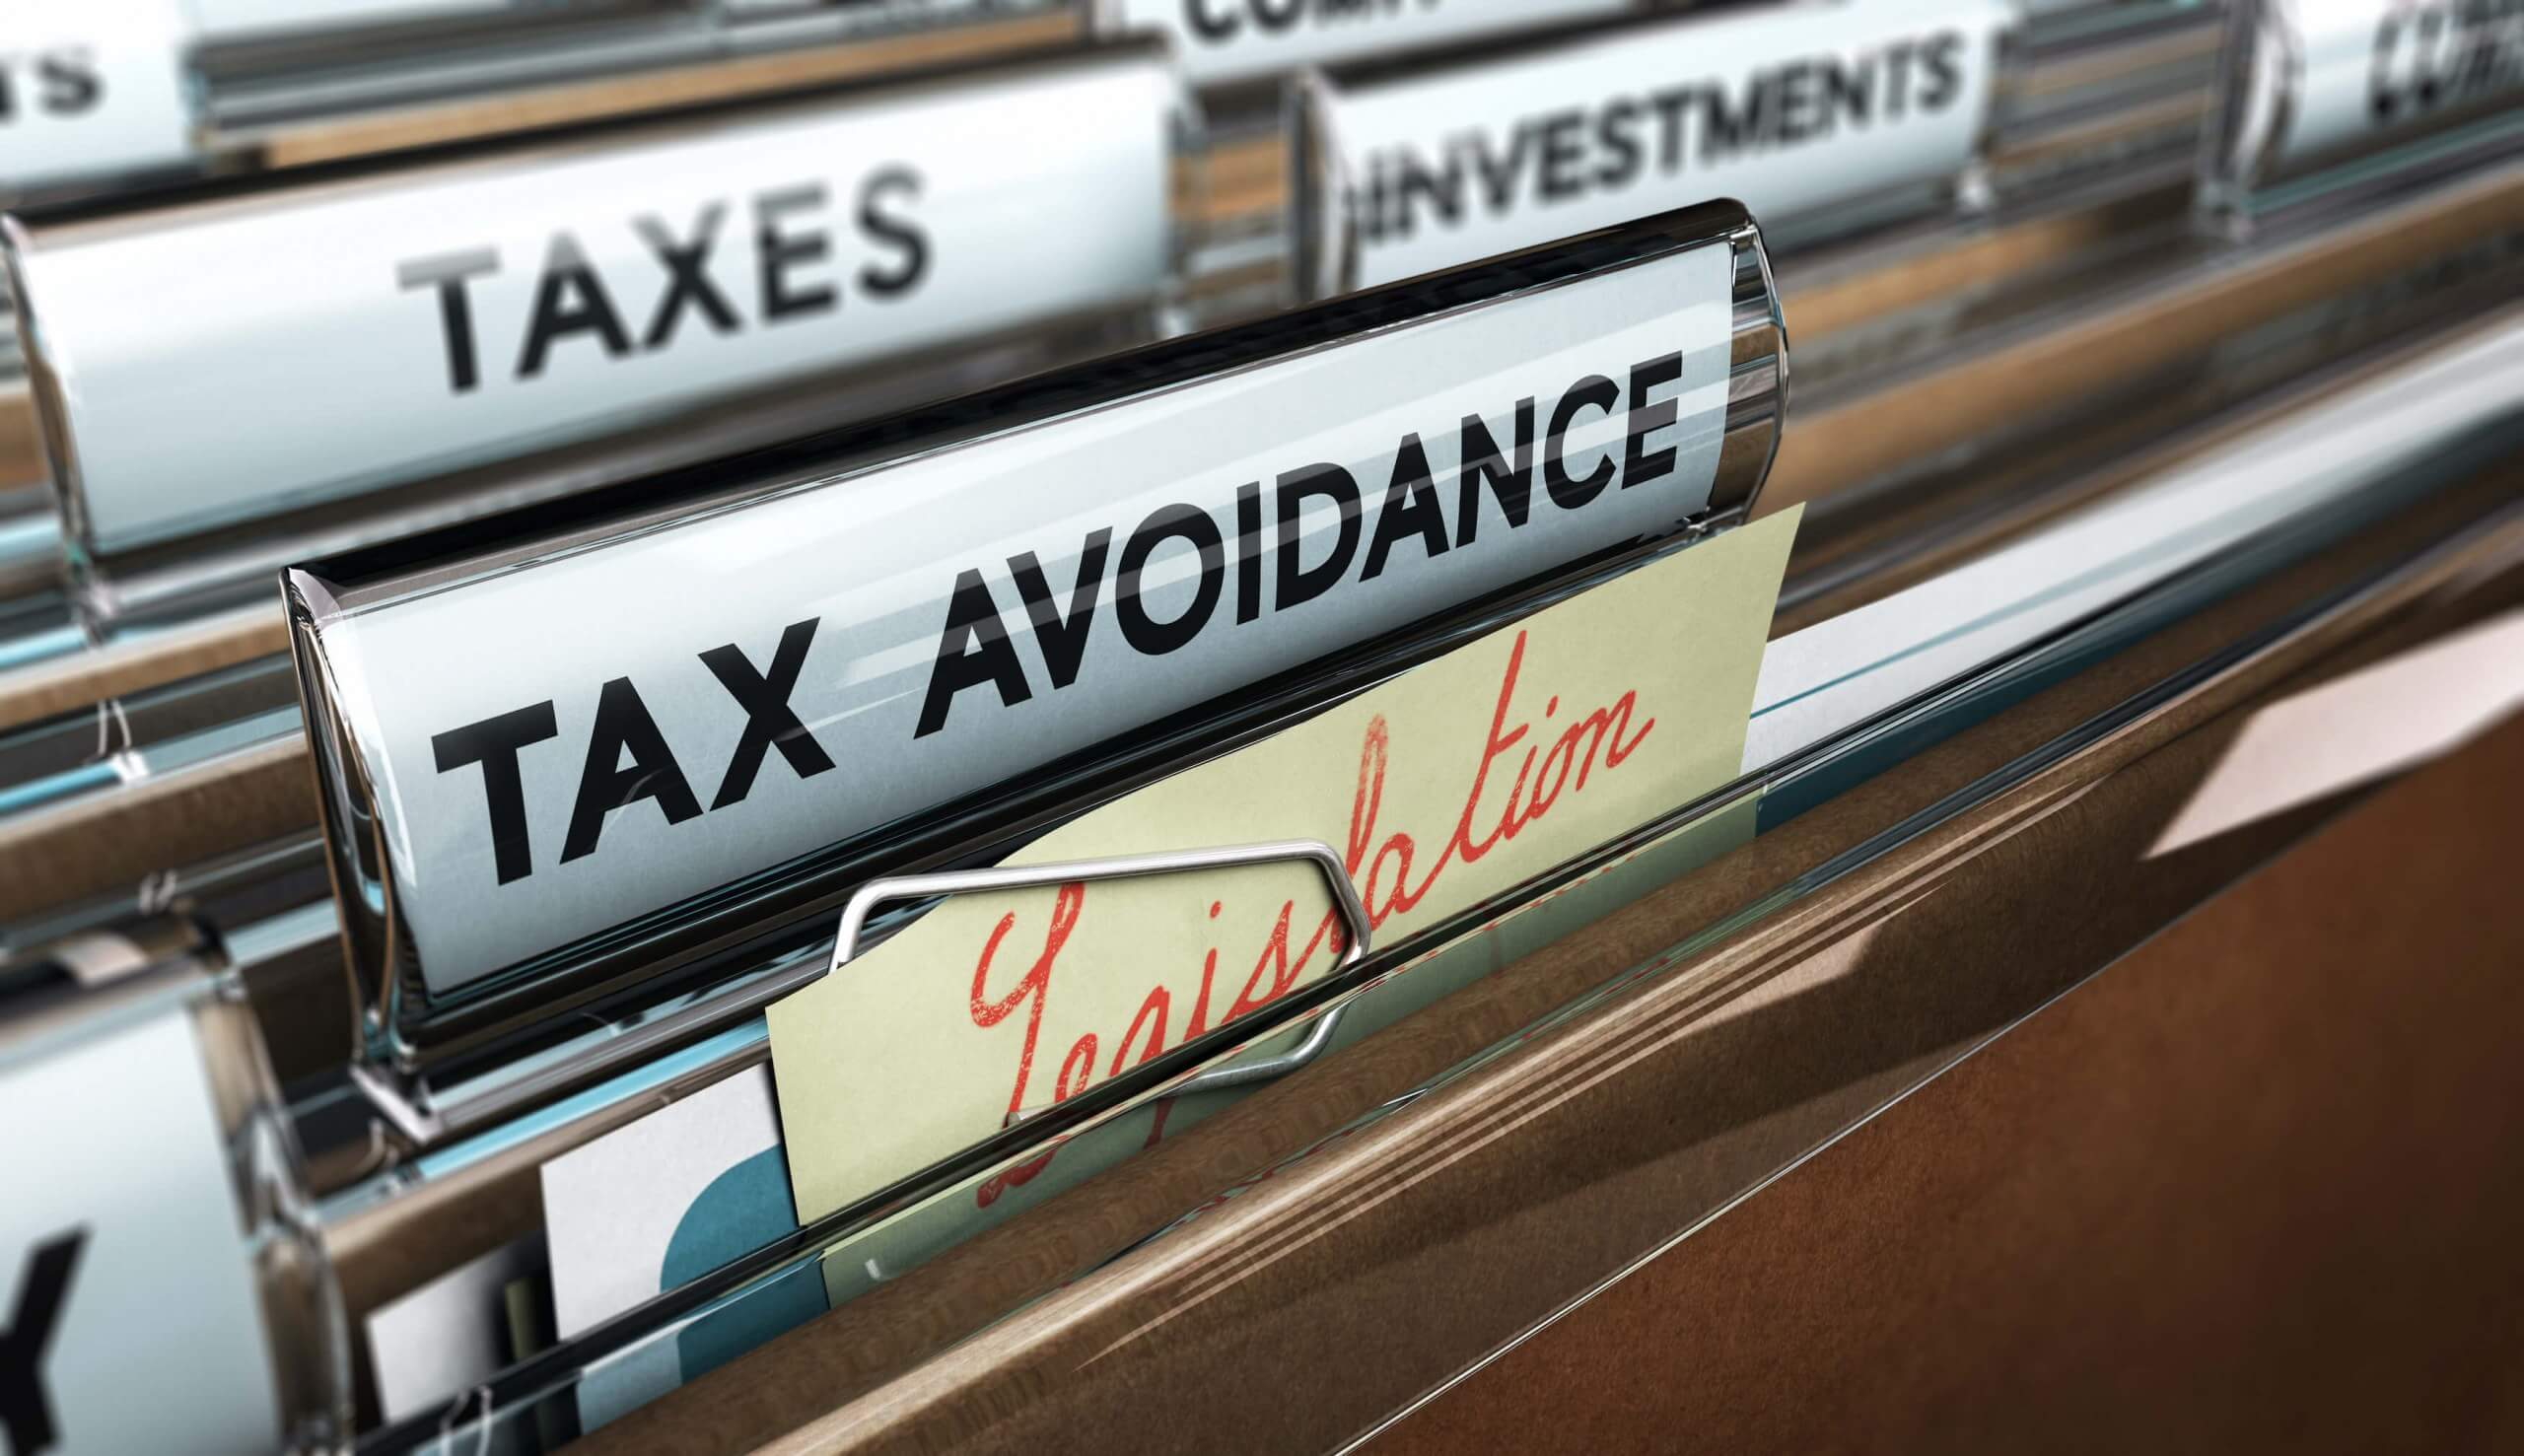 TAXES
INVESTMENTS
TAX AVOIDANCE
Legislation